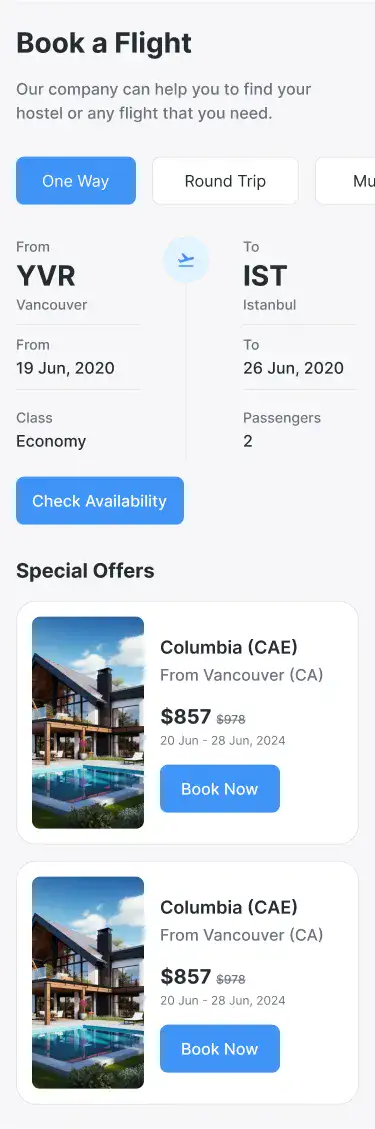 Book a Flight
Our company can help you to find your
hostel or any flight that you need.
One Way
Round Trip
Mu
From
YVR
Vancouver
To
IST
Istanbul
From
19 Jun, 2020
To
26 Jun, 2020
Class
Economy
Passengers
2
Check Availability
Special Offers
Columbia (CAE)
From Vancouver (CA)
$857 $978
20 Jun - 28 Jun, 2024
Book Now
Columbia (CAE)
From Vancouver (CA)
$857 $978
20 Jun - 28 Jun, 2024
Book Now